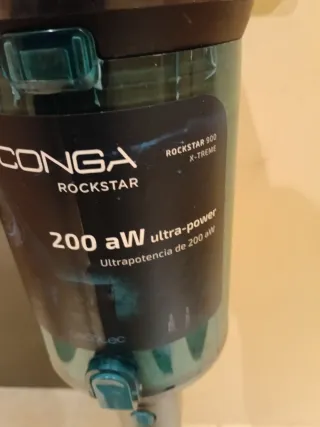 CONGA
ROCKSTAR
ROCKSTAR 900
X-TREME
200 aW ultra-power
Ultrapotencia de 200 aW